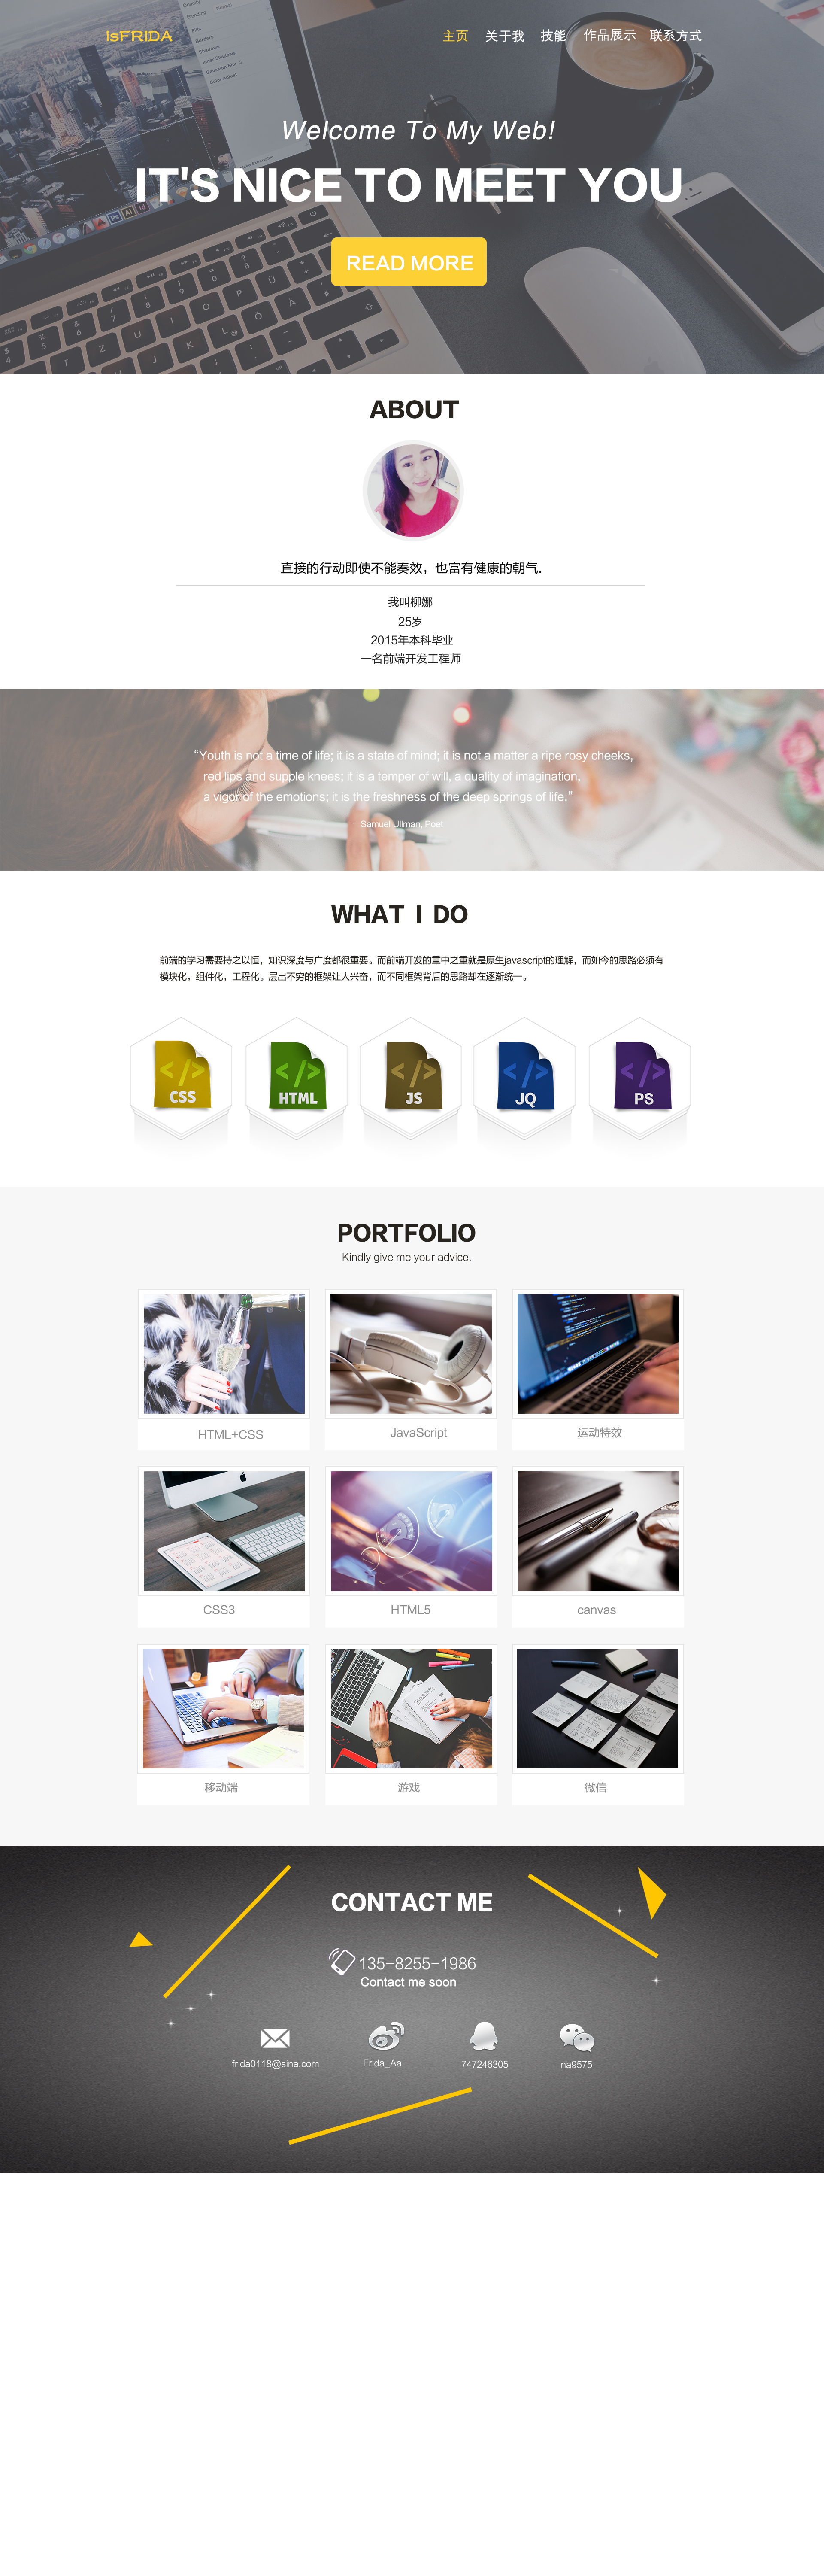 IsFRIDA
主页 关于我 技能 作品展示 联系方式
Welcome To My Web!
IT'S NICE TO MEET YOU
READ MORE
ABOUT
直接的行动即使不能奏效，也富有健康的朝气.
我叫柳娜
25岁
2015年本科毕业
一名前端开发工程师
“Youth is not a time of life; it is a state of mind; it is not a matter a ripe rosy cheeks,
red lips and supple knees; it is a temper of will, a quality of imagination,
a vigor of the emotions; it is the freshness of the deep springs of life.”
Samuel Ullman, Poet
WHAT I DO
前端的学习需要持之以恒，知识深度与广度都很重要。而前端开发的重中之重就是原生javascript的理解，而如今的思路必须有
模块化，组件化，工程化。层出不穷的框架让人兴奋，而不同框架背后的思路却在逐渐统一。
</> </> </> </> </>
CSS HTML JS JQ PS
PORTFOLIO
Kindly give me your advice.
HTML+CSS JavaScript 运动特效
CSS3 HTML5 canvas
移动端 游戏 微信
CONTACT ME
135-8255-1986
Contact me soon
frida0118@sina.com Frida_Aa 747246305 na9575